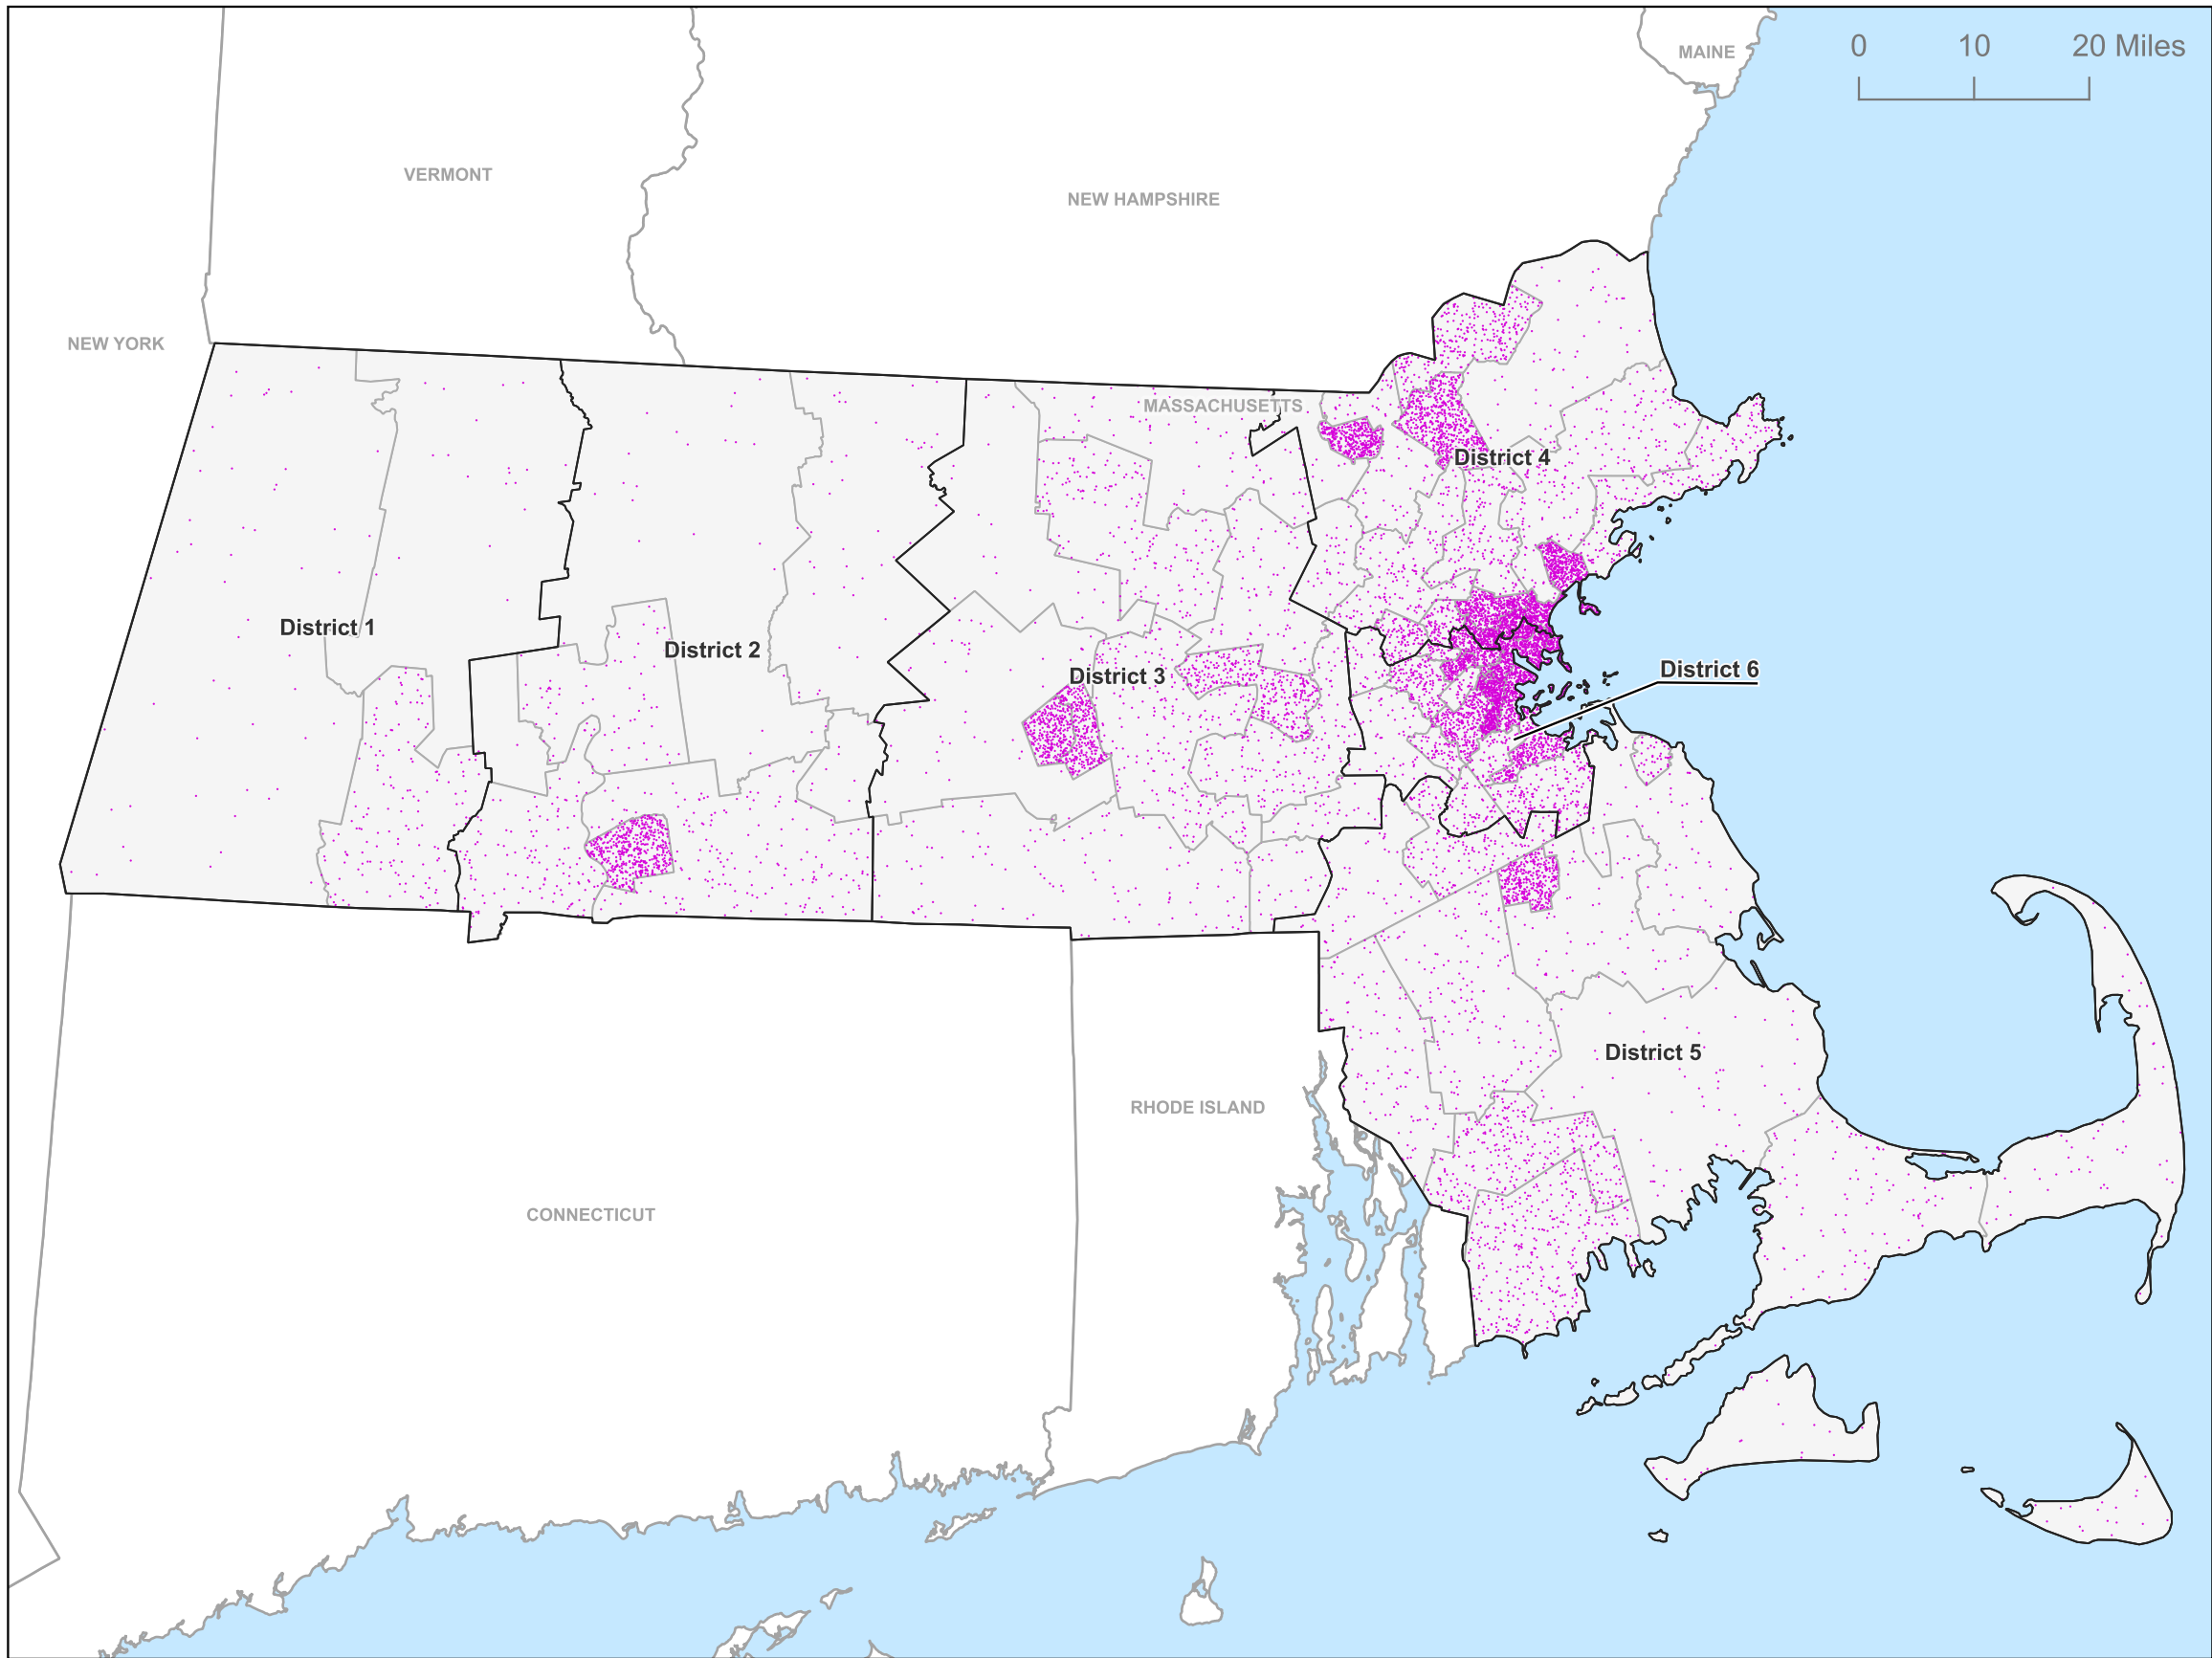 MAINE
0 10 20 Miles
VERMONT
NEW HAMPSHIRE
NEW YORK
MASSACHUSETTS
District 4
District 1
District 2
District 3
District 6
District 5
RHODE ISLAND
CONNECTICUT